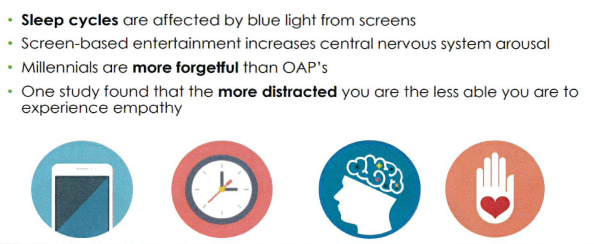 • Sleep cycles are affected by blue light from screens
• Screen-based entertainment increases central nervous system arousal
• Millennials are more forgetful than OAP's
• One study found that the more distracted you are the less able you are to
experience empathy